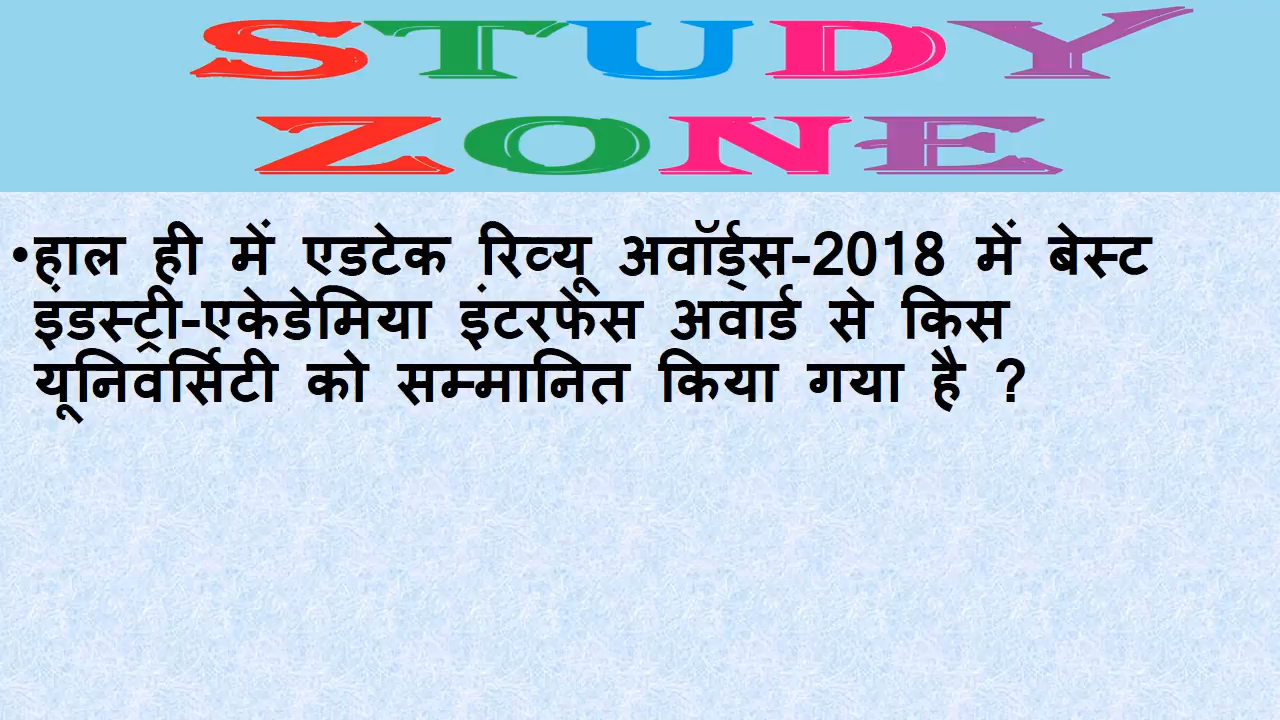 STUDY
ZONE
•हाल ही में एडटेक रिव्यू अवॉर्ड्स-2018 में बेस्ट
इंडस्ट्री-एकेडेमिया इंटरफेस अवार्ड से किस
यूनिवर्सिटी को सम्मानित किया गया है ?